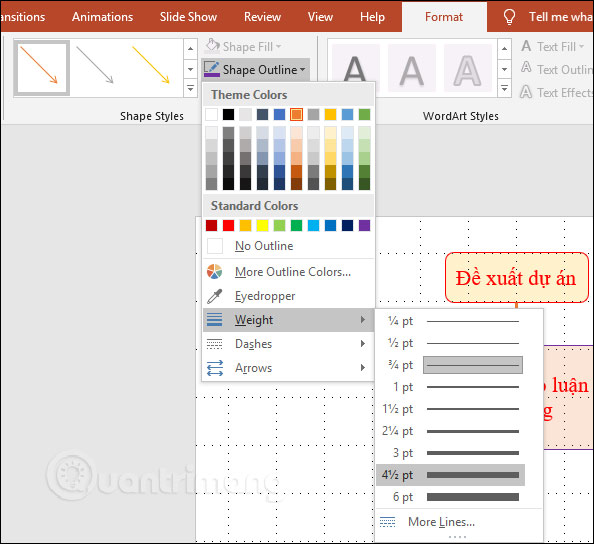 nsitions Animations Slide Show Review View Help Format Tell me wha
Shape Fill
Shape Outline
Shape Styles
A A A
Text Fill
Text Outlin
Text Effects
WordArt Styles
Theme Colors
Standard Colors
No Outline
More Outline Colors...
Eyedropper
Weight
Dashes
Arrows
¼ pt
½ pt
¾ pt
1 pt
1½ pt
2¼ pt
3 pt
4½ pt
6 pt
More Lines...
Đề xuất dự án
luận
g
Quantrimang